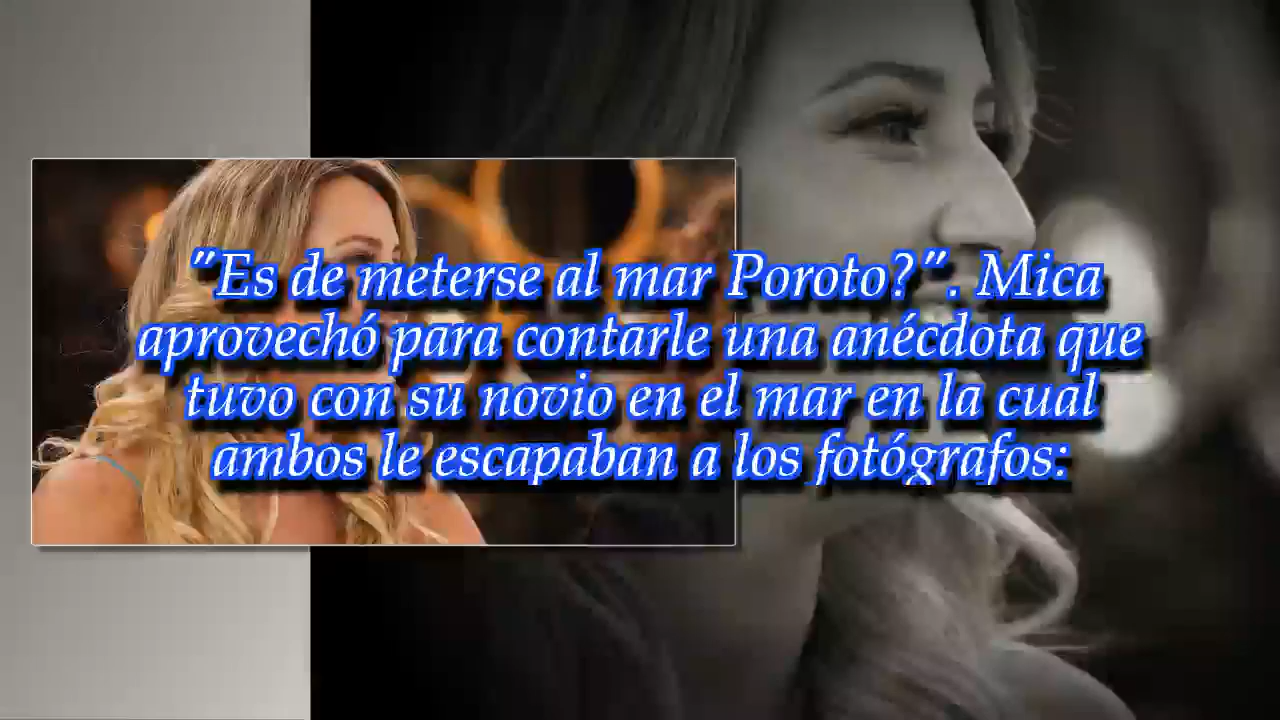 "Es de meterse al mar Poroto?". Mica
aprovechó para contarle una anécdota que
tuvo con su novio en el mar en la cual
ambos le escapaban a los fotógrafos: